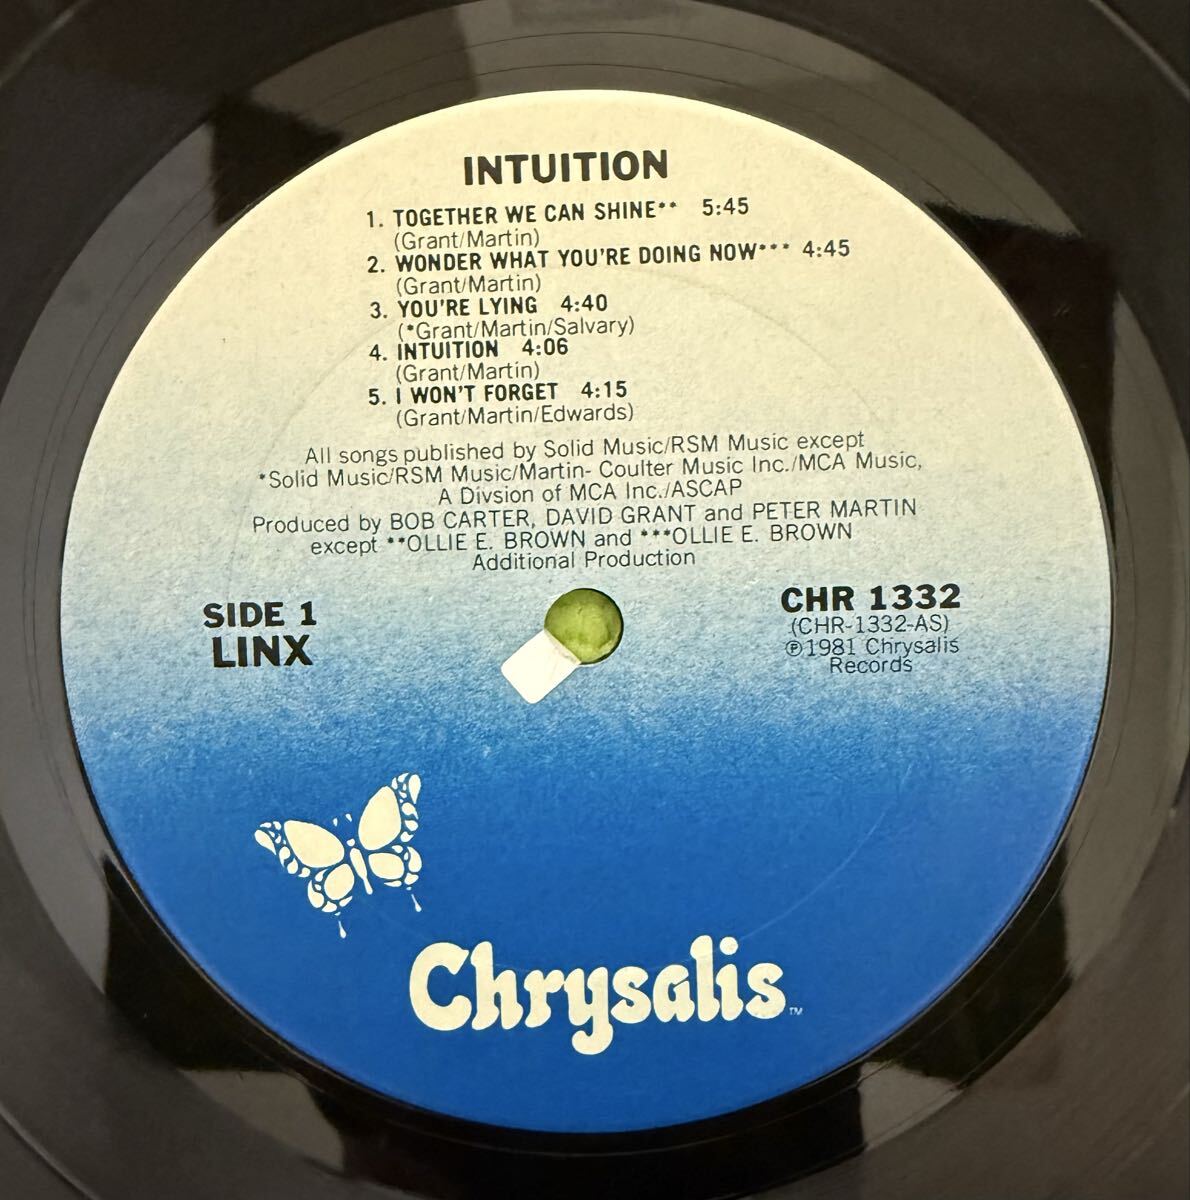 INTUITION
1. TOGETHER WE CAN SHINE** 5:45
(Grant/Martin)
2. WONDER WHAT YOU'RE DOING NOW*** 4:45
(Grant/Martin)
3. YOU'RE LYING 4:40
(*Grant/Martin/Salvary)
4. INTUITION 4:06
(Grant/Martin)
5. I WON'T FORGET 4:15
(Grant/Martin/Edwards)
All songs published by Solid Music/RSM Music except
*Solid Music/RSM Music/Martin- Coulter Music Inc./MCA Music,
A Divsion of MCA Inc./ASCAP
Produced by BOB CARTER, DAVID GRANT and PETER MARTIN
except **OLLIE E. BROWN and ***OLLIE E. BROWN
Additional Production
SIDE 1
LINX
CHR 1332
(CHR-1332-AS)
℗1981 Chrysalis
Records
Chrysalis™